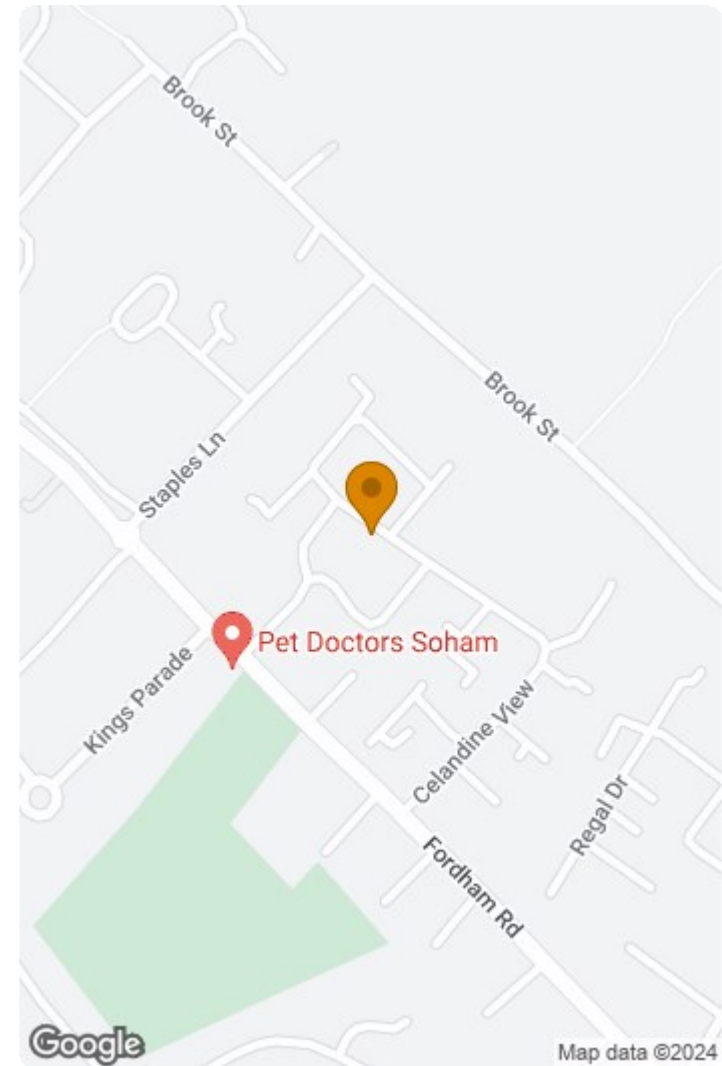 Brook St
Brook St
Staples Ln
Pet Doctors Soham
Kings Parade
Celandine View
Regal Dr
Fordham Rd
Google
Map data ©2024